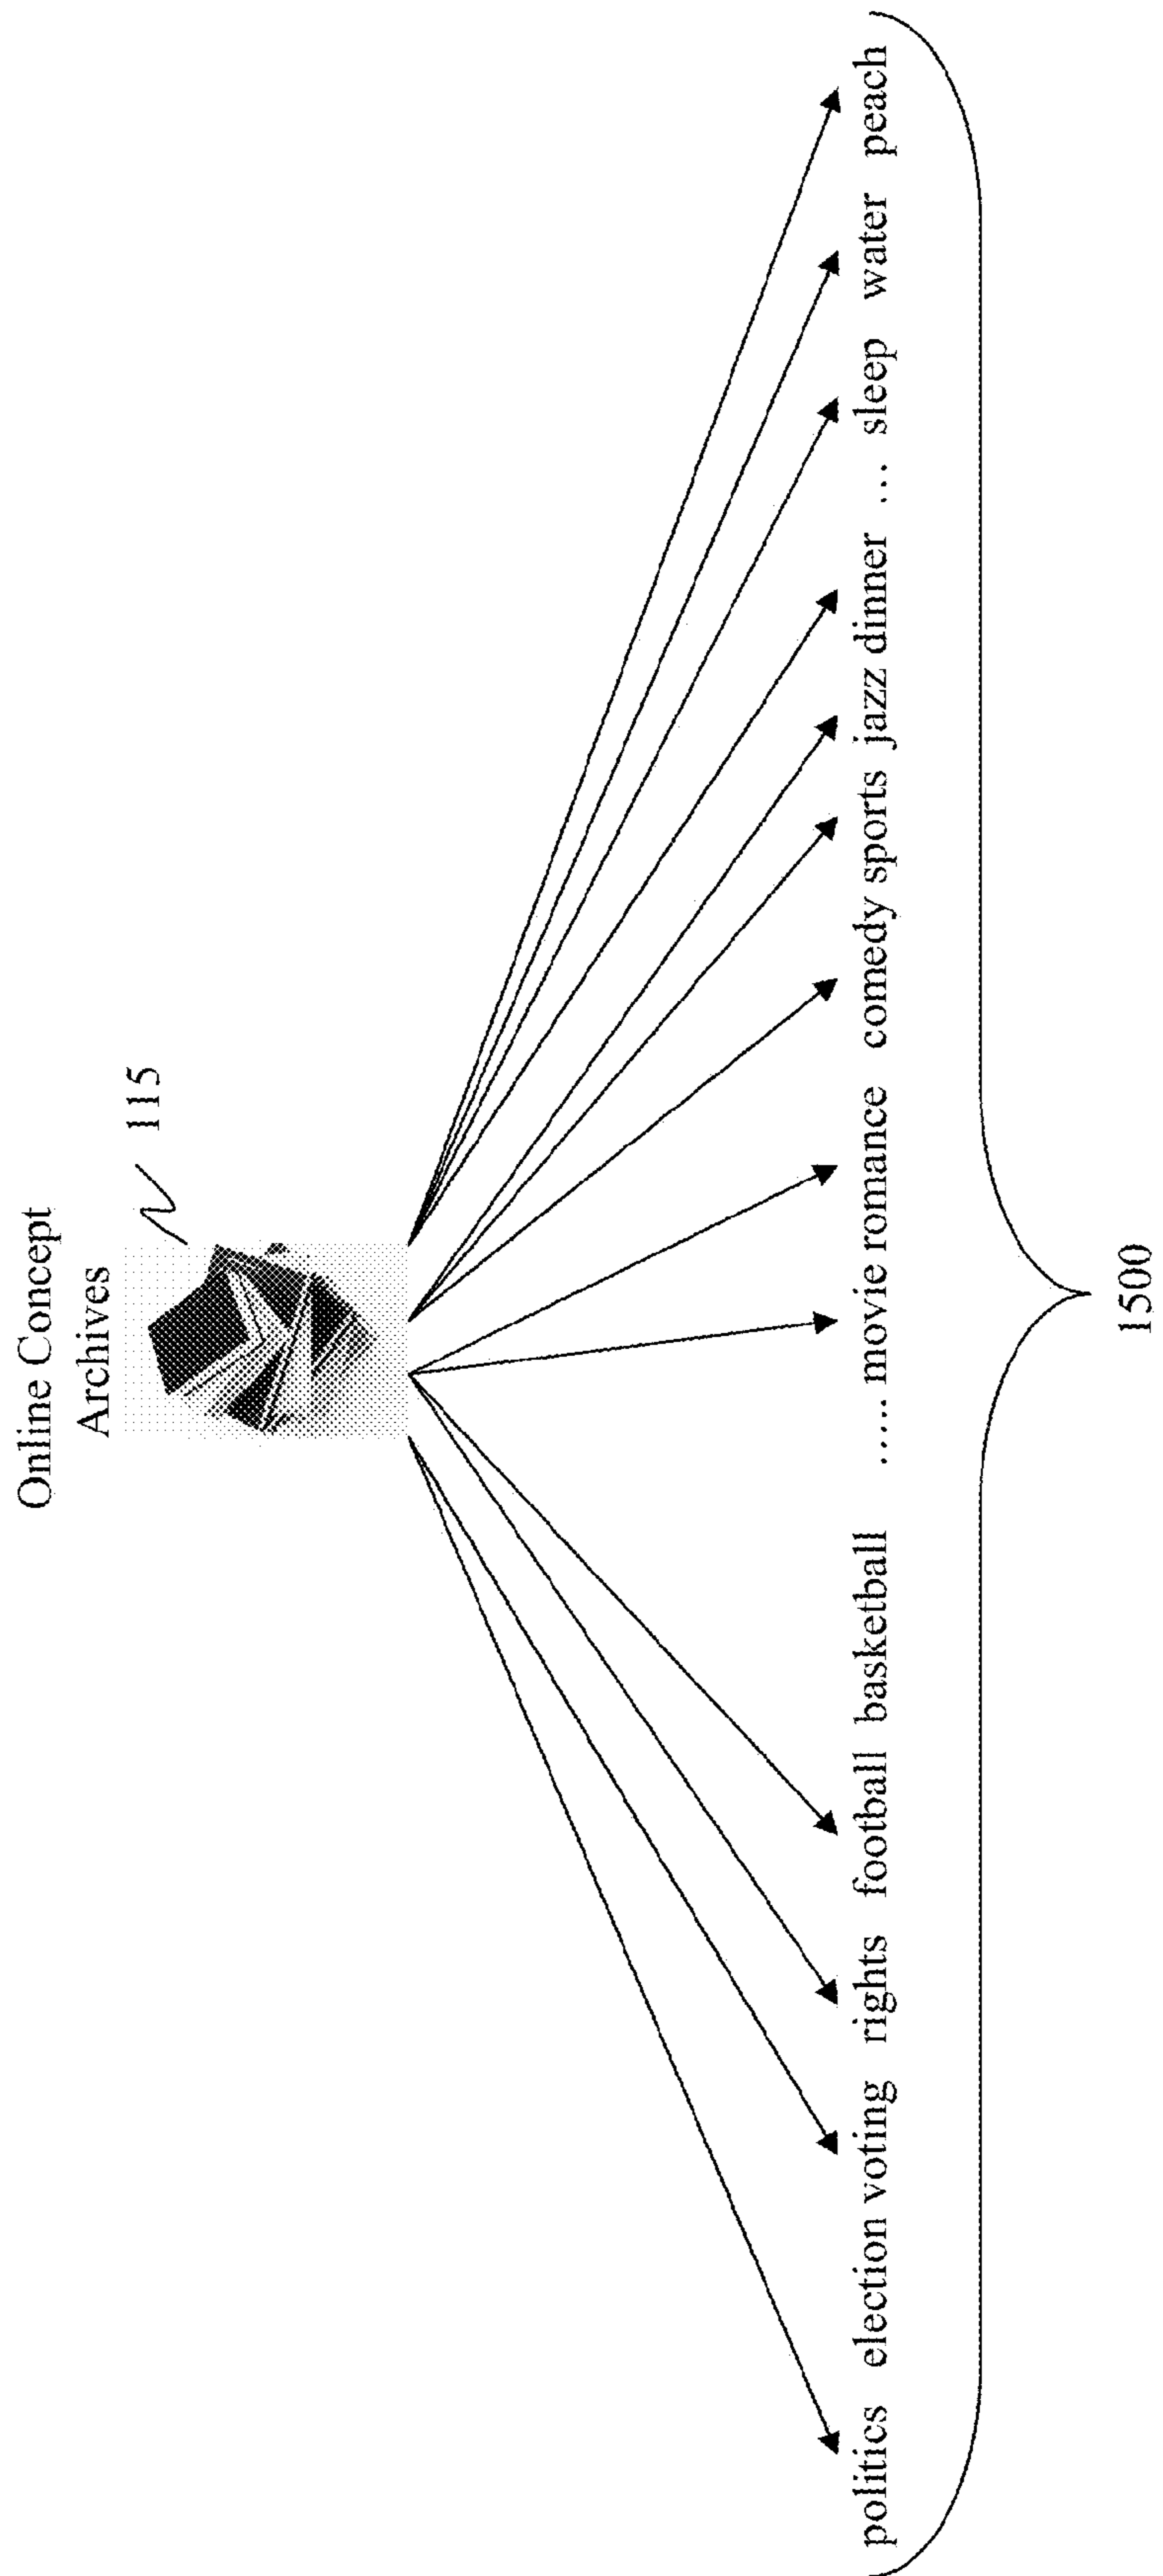 Online Concept
Archives
115
politics election voting rights football basketball ..... movie romance comedy sports jazz dinner ... sleep water peach
1500